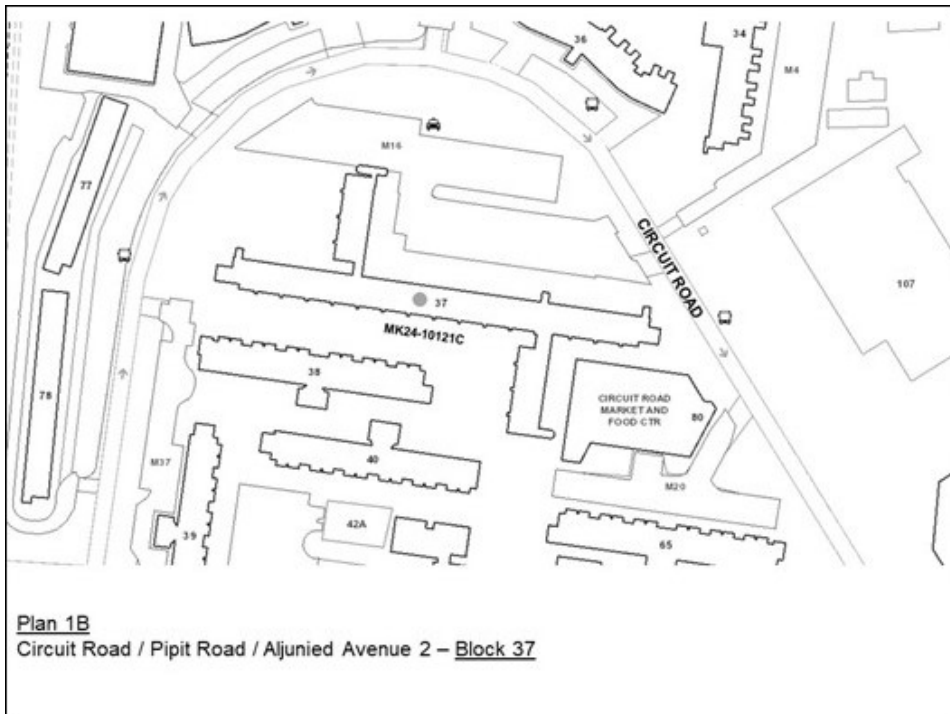 36
34
M4
M16
77
CIRCUIT ROAD
107
37
MK24-10121C
38
78
CIRCUIT ROAD
MARKET AND
FOOD CTR
80
40
M37
M20
39
42A
65
Plan 1B
Circuit Road / Pipit Road / Aljunied Avenue 2 – Block 37